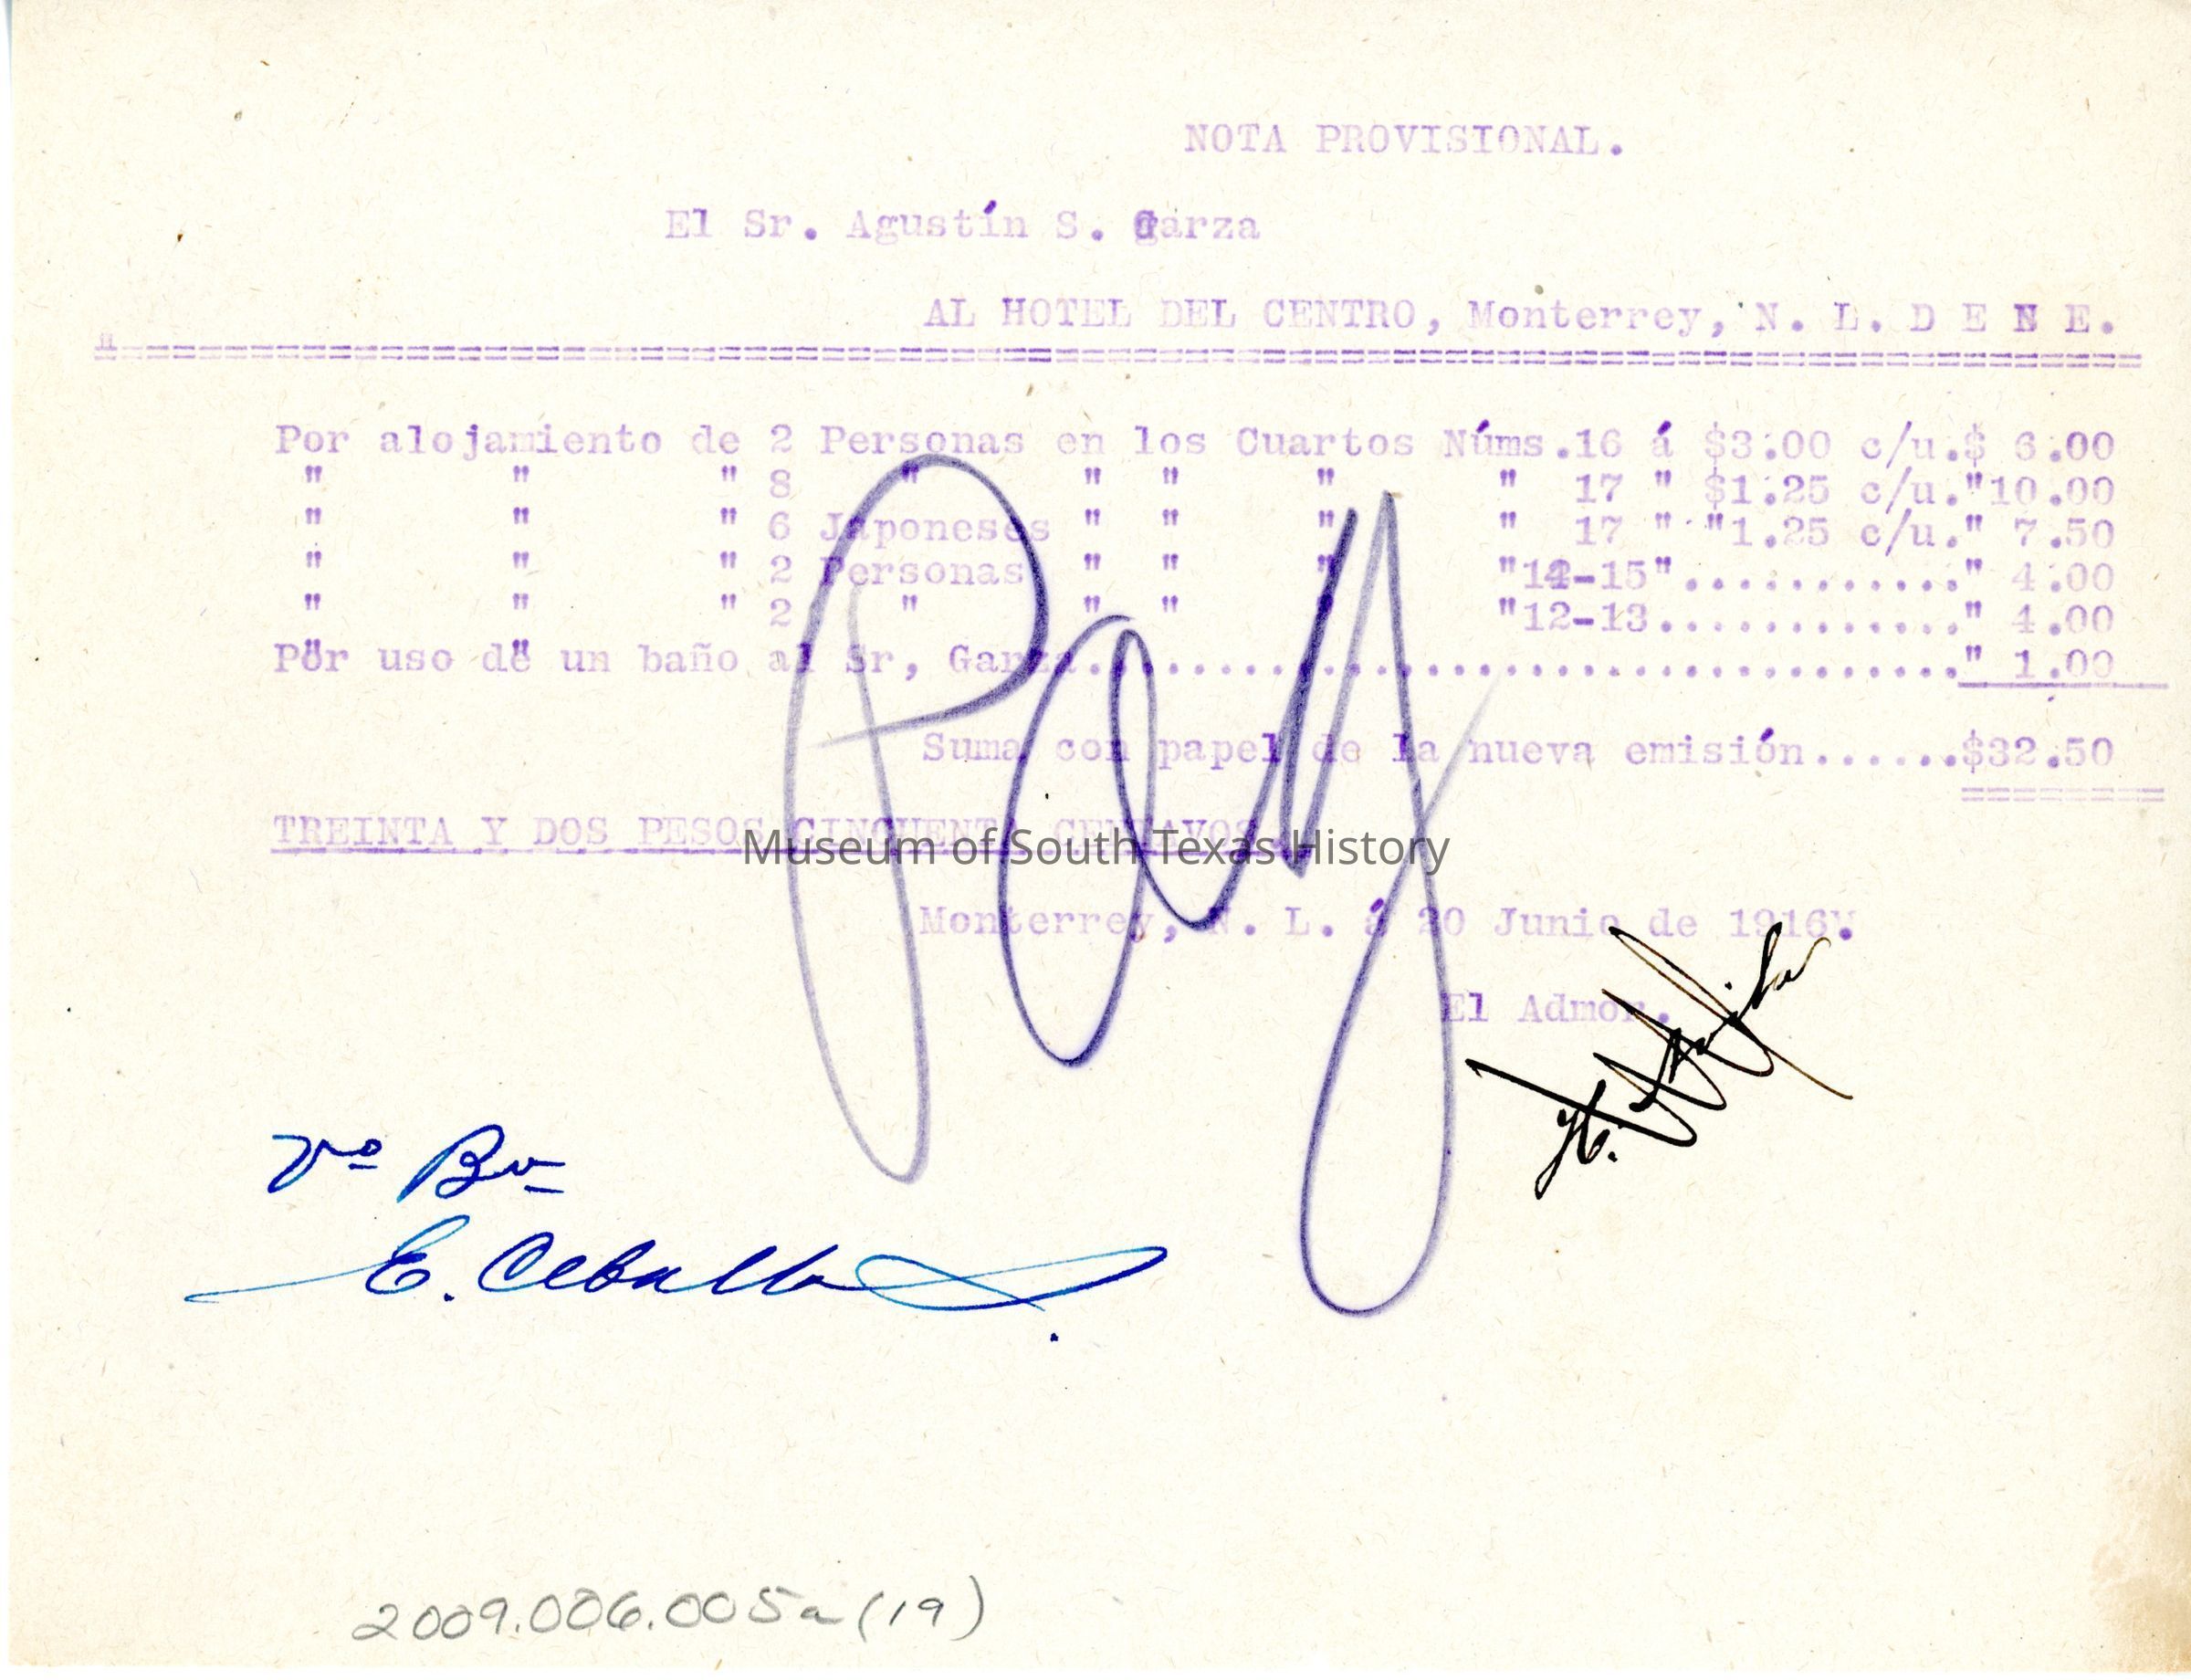 NOTA PROVISIONAL.
El Sr. Agustín S. Garza
AL HOTEL DEL CENTRO, Monterrey, N. L. D E B E.
Por alojamiento de 2 Personas en los Cuartos Núms.16 á $3.00 c/u.$ 6.00
" " " 8 " " " " " 17 " $1.25 c/u."10.00
" " " 6 Japoneses " " " " 17 " "1.25 c/u." 7.50
" " " 2 Personas " " " "14-15"..........." 4.00
" " " 2 " " " " "12-13............" 4.00
Por uso de un baño al Sr, Garza.................................." 1.00
Suma con papel de la nueva emisión......$32.50
TREINTA Y DOS PESOS CINCUENTA CENTAVOS.
Pay
Museum of South Texas History
Monterrey, N. L. á 20 Junio de 1916.
El Admor.
Vo Bo
E. Ceballos
2009.006.005a(19)